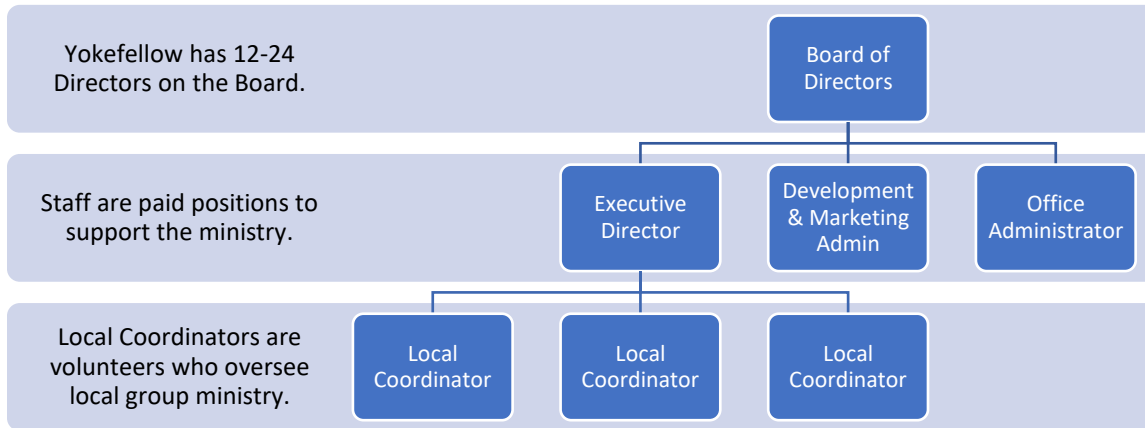 Yokefellow has 12-24
Directors on the Board.
Board of
Directors
Staff are paid positions to
support the ministry.
Executive
Director
Development
& Marketing
Admin
Office
Administrator
Local Coordinators are
volunteers who oversee
local group ministry.
Local
Coordinator
Local
Coordinator
Local
Coordinator